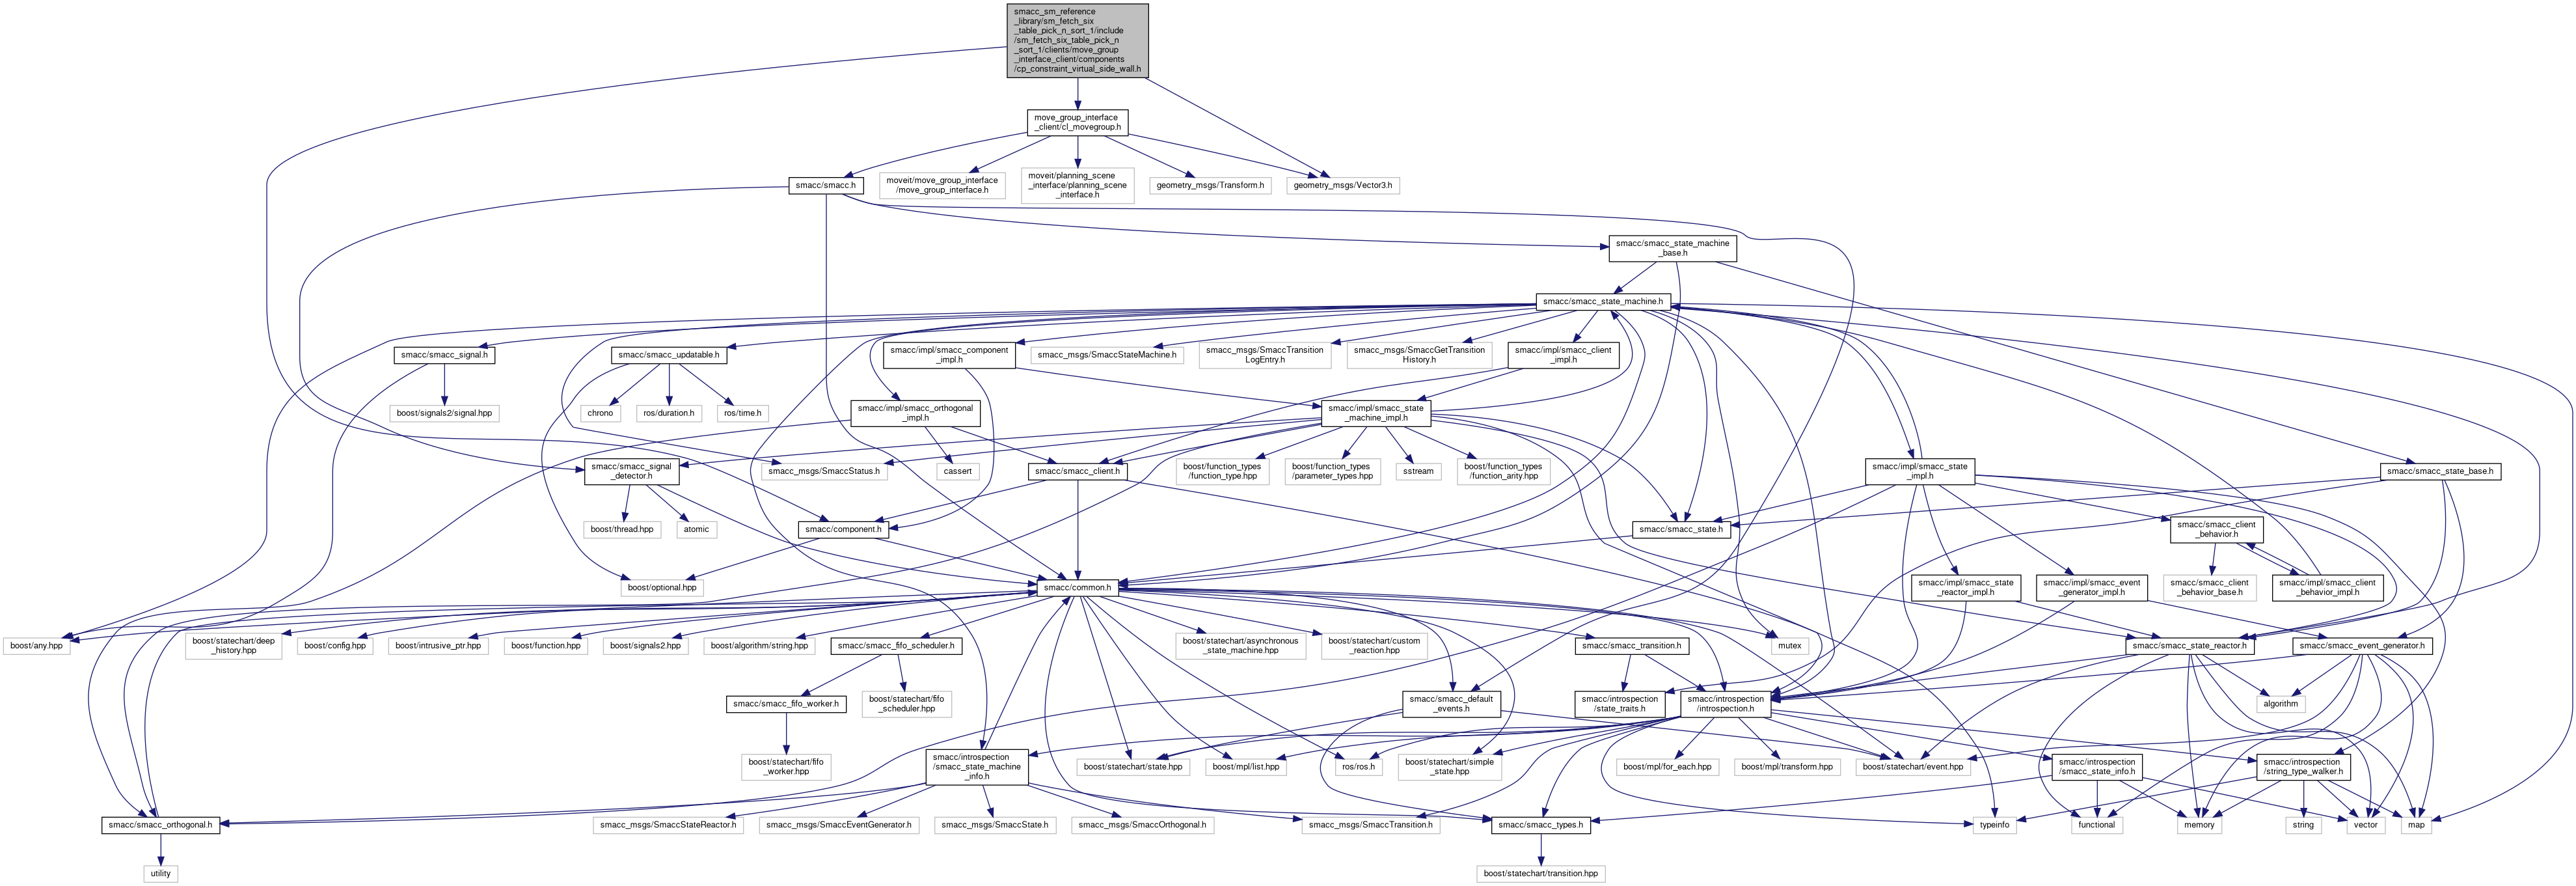 smacc_sm_reference
_library/sm_fetch_six
_table_pick_n_sort_1/include
/sm_fetch_six_table_pick_n
_sort_1/clients/move_group
_interface_client/components
/cp_constraint_virtual_side_wall.h
move_group_interface
_client/cl_movegroup.h
smacc/smacc.h
moveit/move_group_interface
/move_group_interface.h
moveit/planning_scene
_interface/planning_scene
_interface.h
geometry_msgs/Transform.h
geometry_msgs/Vector3.h
smacc/smacc_state_machine
_base.h
smacc/smacc_state_machine.h
smacc/smacc_signal.h
smacc/smacc_updatable.h
smacc/impl/smacc_component
_impl.h
smacc_msgs/SmaccStateMachine.h
smacc_msgs/SmaccTransition
LogEntry.h
smacc_msgs/SmaccGetTransition
History.h
smacc/impl/smacc_client
_impl.h
boost/signals2/signal.hpp
chrono
ros/duration.h
ros/time.h
smacc/impl/smacc_orthogonal
_impl.h
smacc/impl/smacc_state
_machine_impl.h
smacc/smacc_signal
_detector.h
smacc_msgs/SmaccStatus.h
cassert
smacc/smacc_client.h
boost/function_types
/function_type.hpp
boost/function_types
/parameter_types.hpp
sstream
boost/function_types
/function_arity.hpp
smacc/impl/smacc_state
_impl.h
smacc/smacc_state_base.h
boost/thread.hpp
atomic
smacc/component.h
smacc/smacc_state.h
smacc/smacc_client
_behavior.h
boost/optional.hpp
smacc/common.h
smacc/impl/smacc_state
_reactor_impl.h
smacc/impl/smacc_event
_generator_impl.h
smacc/smacc_client
_behavior_base.h
smacc/impl/smacc_client
_behavior_impl.h
boost/any.hpp
boost/statechart/deep
_history.hpp
boost/config.hpp
boost/intrusive_ptr.hpp
boost/function.hpp
boost/signals2.hpp
boost/algorithm/string.hpp
smacc/smacc_fifo_scheduler.h
boost/statechart/asynchronous
_state_machine.hpp
boost/statechart/custom
_reaction.hpp
smacc/smacc_transition.h
mutex
smacc/smacc_state_reactor.h
smacc/smacc_event_generator.h
smacc/smacc_fifo_worker.h
boost/statechart/fifo
_scheduler.hpp
smacc/smacc_default
_events.h
smacc/introspection
/state_traits.h
smacc/introspection
/introspection.h
algorithm
boost/statechart/fifo
_worker.hpp
smacc/introspection
/smacc_state_machine
_info.h
boost/statechart/state.hpp
boost/mpl/list.hpp
ros/ros.h
boost/statechart/simple
_state.hpp
boost/mpl/for_each.hpp
boost/mpl/transform.hpp
boost/statechart/event.hpp
smacc/introspection
/smacc_state_info.h
smacc/introspection
/string_type_walker.h
smacc/smacc_orthogonal.h
smacc_msgs/SmaccStateReactor.h
smacc_msgs/SmaccEventGenerator.h
smacc_msgs/SmaccState.h
smacc_msgs/SmaccOrthogonal.h
smacc_msgs/SmaccTransition.h
smacc/smacc_types.h
typeinfo
functional
memory
string
vector
map
utility
boost/statechart/transition.hpp